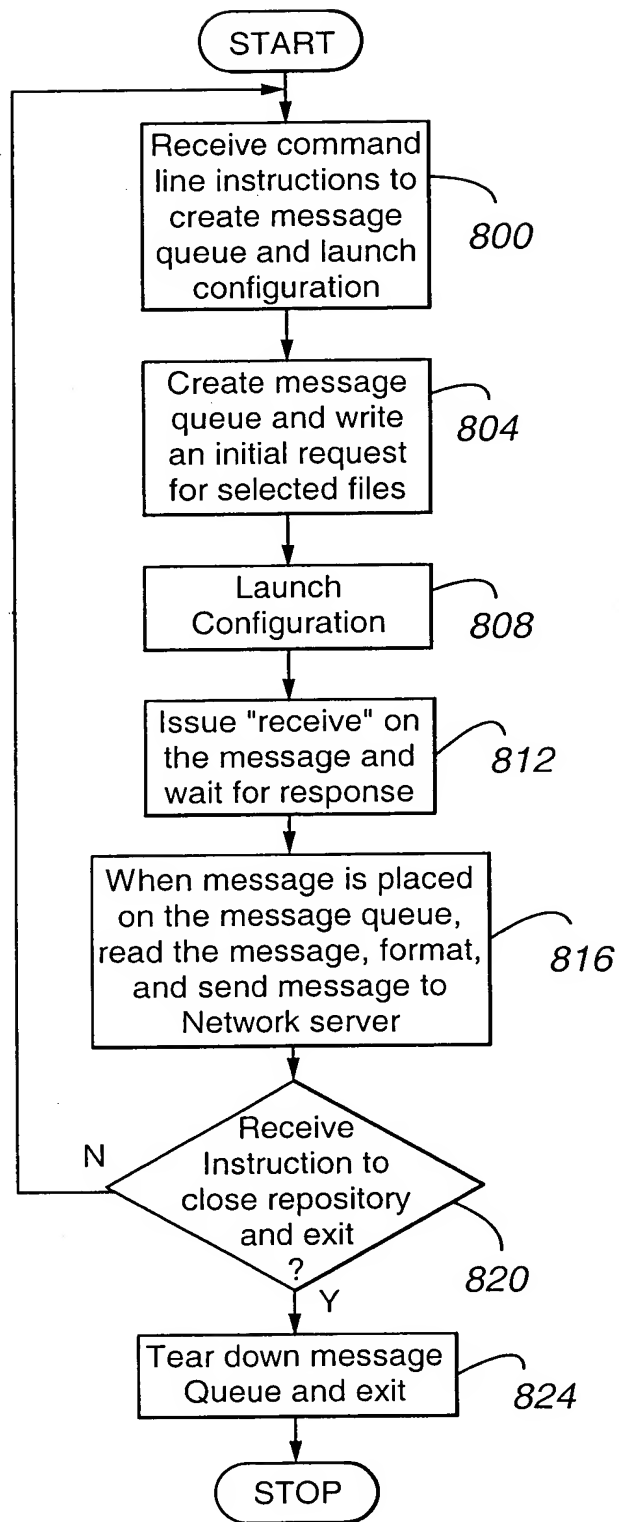 START
Receive command
line instructions to
create message
queue and launch
configuration
800
Create message
queue and write
an initial request
for selected files
804
Launch
Configuration
808
Issue "receive" on
the message and
wait for response
812
When message is placed
on the message queue,
read the message, format,
and send message to
Network server
816
Receive
Instruction to
close repository
and exit
?
N
820
Y
Tear down message
Queue and exit
824
STOP